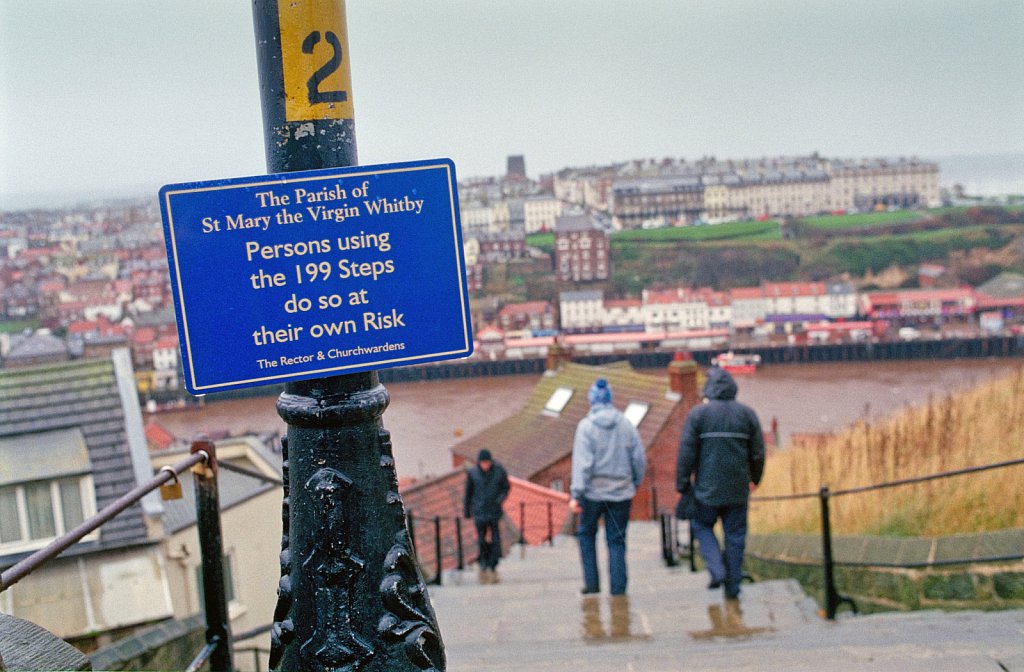 2
The Parish of
St Mary the Virgin Whitby
Persons using
the 199 Steps
do so at
their own Risk
The Rector & Churchwardens